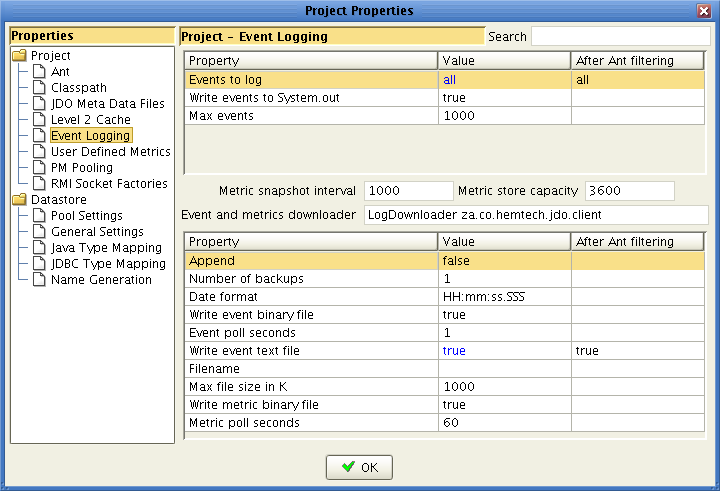 Project Properties
Properties
Project
Ant
Classpath
JDO Meta Data Files
Level 2 Cache
Event Logging
User Defined Metrics
PM Pooling
RMI Socket Factories
Datastore
Pool Settings
General Settings
Java Type Mapping
JDBC Type Mapping
Name Generation
Project - Event Logging Search
Property Value After Ant filtering
Events to log all all
Write events to System.out true
Max events 1000
Metric snapshot interval 1000 Metric store capacity 3600
Event and metrics downloader LogDownloader za.co.hemtech.jdo.client
Property Value After Ant filtering
Append false
Number of backups 1
Date format HH:mm:ss.SSS
Write event binary file true
Event poll seconds 1
Write event text file true true
Filename
Max file size in K 1000
Write metric binary file true
Metric poll seconds 60
OK